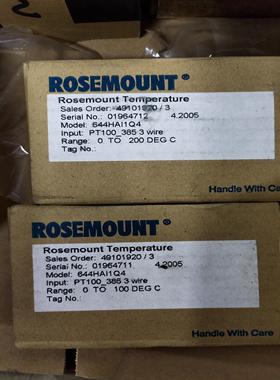 ROSEMOUNT®
Rosemount Temperature
Sales Order: 49101920 / 3
Serial No.: 01964712 4.2005
Model: 644HAI1Q4
Input: PT100_385 3 wire
Range: 0 TO 200 DEG C
Tag No.:
Handle With Care
ROSEMOUNT®
Rosemount Temperature
Sales Order: 49101920 / 3
Serial No.: 01964711 4.2005
Model: 644HAI1Q4
Input: PT100_385 3 wire
Range: 0 TO 100 DEG C
Tag No.:
Handle With Care